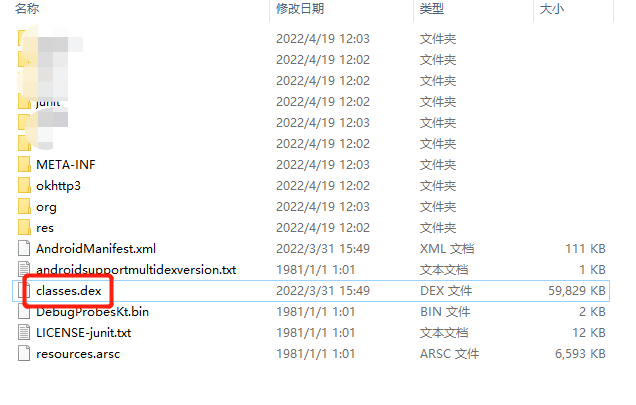 名称 修改日期 类型 大小
2022/4/19 12:03 文件夹
2022/4/19 12:02 文件夹
2022/4/19 12:02 文件夹
junit 2022/4/19 12:02 文件夹
2022/4/19 12:03 文件夹
2022/4/19 12:02 文件夹
META-INF 2022/4/19 12:03 文件夹
okhttp3 2022/4/19 12:02 文件夹
org 2022/4/19 12:03 文件夹
res 2022/4/19 12:02 文件夹
AndroidManifest.xml 2022/3/31 15:49 XML 文档 111 KB
androidsupportmultidexversion.txt 1981/1/1 1:01 文本文档 1 KB
classes.dex 2022/3/31 15:49 DEX 文件 59,829 KB
DebugProbesKt.bin 1981/1/1 1:01 BIN 文件 2 KB
LICENSE-junit.txt 1981/1/1 1:01 文本文档 12 KB
resources.arsc 1981/1/1 1:01 ARSC 文件 6,593 KB